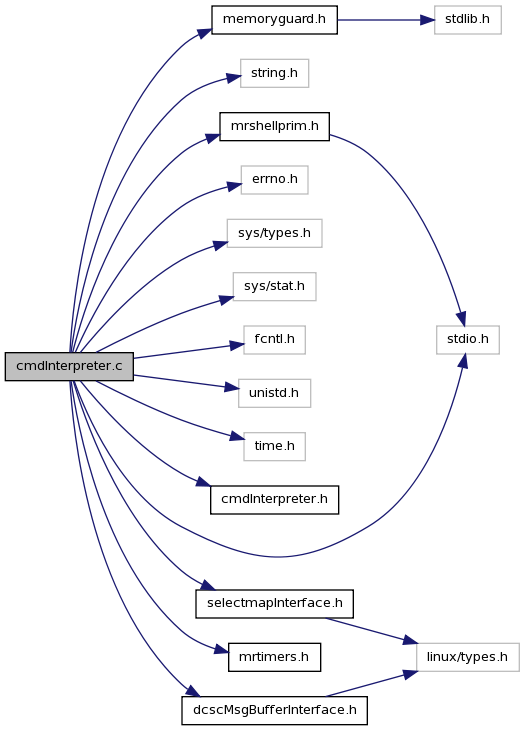 memoryguard.h
stdlib.h
string.h
mrshellprim.h
errno.h
sys/types.h
sys/stat.h
fcntl.h
stdio.h
cmdInterpreter.c
unistd.h
time.h
cmdInterpreter.h
selectmapInterface.h
mrtimers.h
linux/types.h
dcscMsgBufferInterface.h